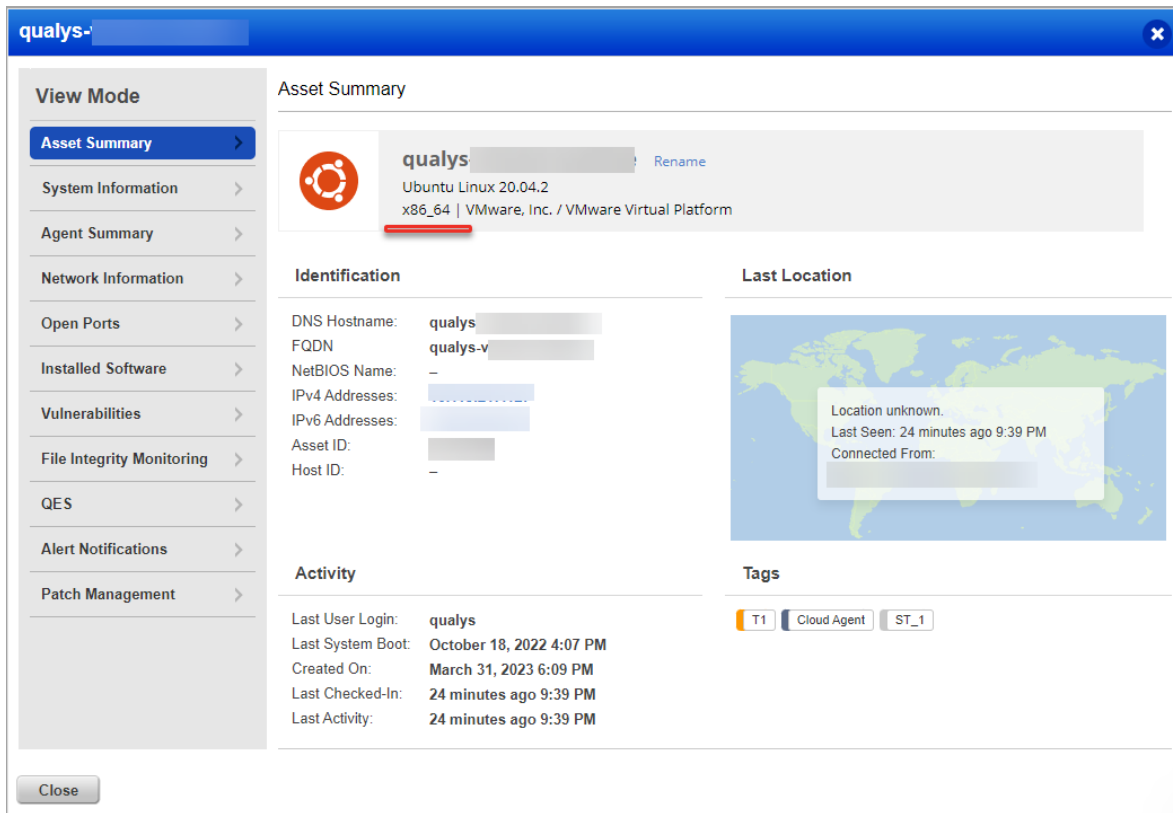 qualys-
View Mode
Asset Summary
System Information
Agent Summary
Network Information
Open Ports
Installed Software
Vulnerabilities
File Integrity Monitoring
QES
Alert Notifications
Patch Management
Asset Summary
qualys- Rename
Ubuntu Linux 20.04.2
x86_64 | VMware, Inc. / VMware Virtual Platform
Identification
DNS Hostname: qualys
FQDN qualys-v
NetBIOS Name: –
IPv4 Addresses:
IPv6 Addresses:
Asset ID:
Host ID: –
Last Location
Location unknown.
Last Seen: 24 minutes ago 9:39 PM
Connected From:
Activity
Last User Login: qualys
Last System Boot: October 18, 2022 4:07 PM
Created On: March 31, 2023 6:09 PM
Last Checked-In: 24 minutes ago 9:39 PM
Last Activity: 24 minutes ago 9:39 PM
Tags
T1 Cloud Agent ST_1
Close